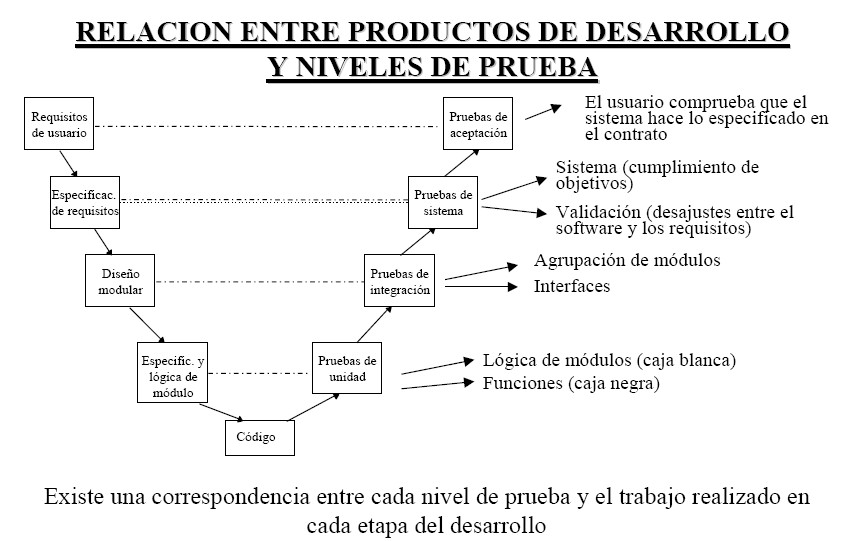 RELACION ENTRE PRODUCTOS DE DESARROLLO
Y NIVELES DE PRUEBA
Requisitos
de usuario
Pruebas de
aceptación
El usuario comprueba que el
sistema hace lo especificado en
el contrato
Especificac.
de requisitos
Pruebas de
sistema
Sistema (cumplimiento de
objetivos)
Validación (desajustes entre el
software y los requisitos)
Diseño
modular
Pruebas de
integración
Agrupación de módulos
Interfaces
Especific. y
lógica de
módulo
Pruebas de
unidad
Lógica de módulos (caja blanca)
Funciones (caja negra)
Código
Existe una correspondencia entre cada nivel de prueba y el trabajo realizado en
cada etapa del desarrollo